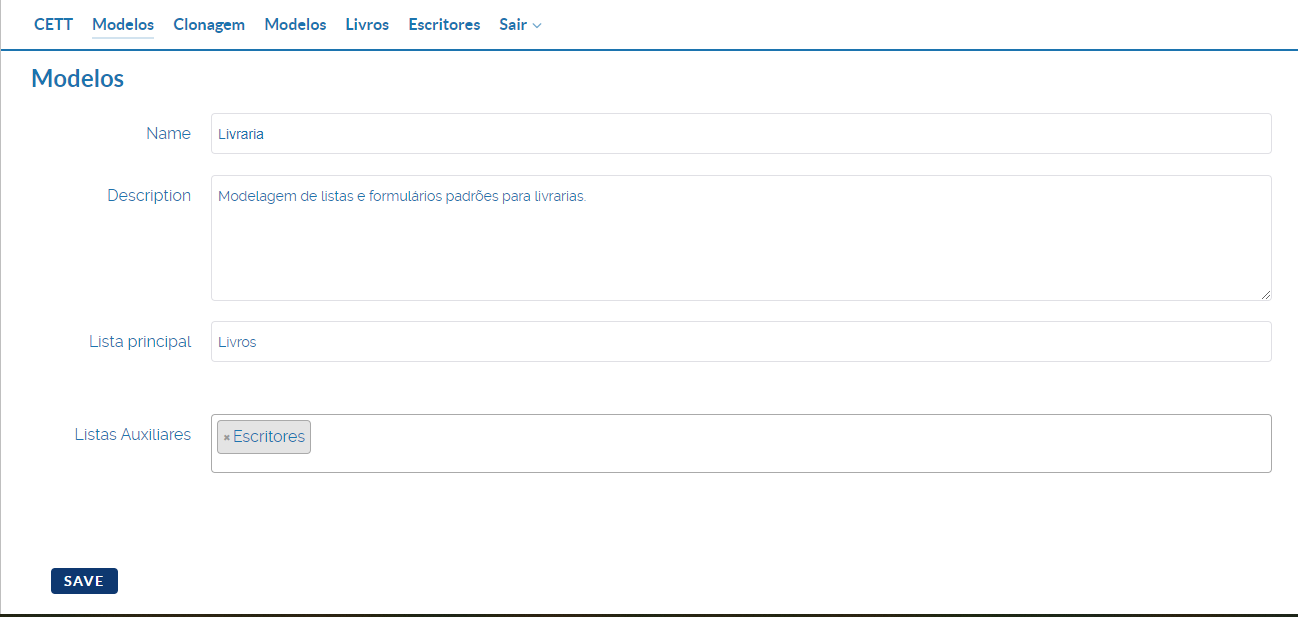 CETT Modelos Clonagem Modelos Livros Escritores Sair
Modelos
Name Livraria
Description Modelagem de listas e formulários padrões para livrarias.
Lista principal Livros
Listas Auxiliares × Escritores
SAVE